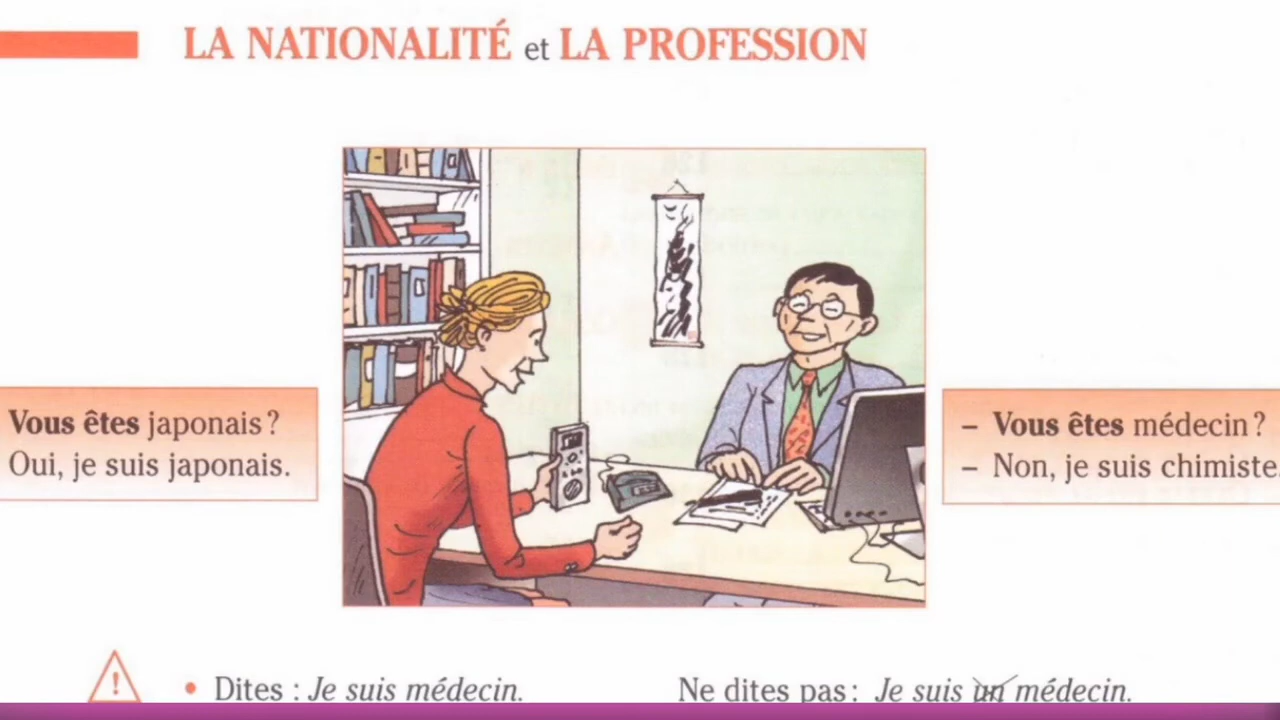 LA NATIONALITÉ et LA PROFESSION
Vous êtes japonais ?
Oui, je suis japonais.
– Vous êtes médecin ?
– Non, je suis chimiste.
! • Dites : Je suis médecin.
Ne dites pas : Je suis un médecin.